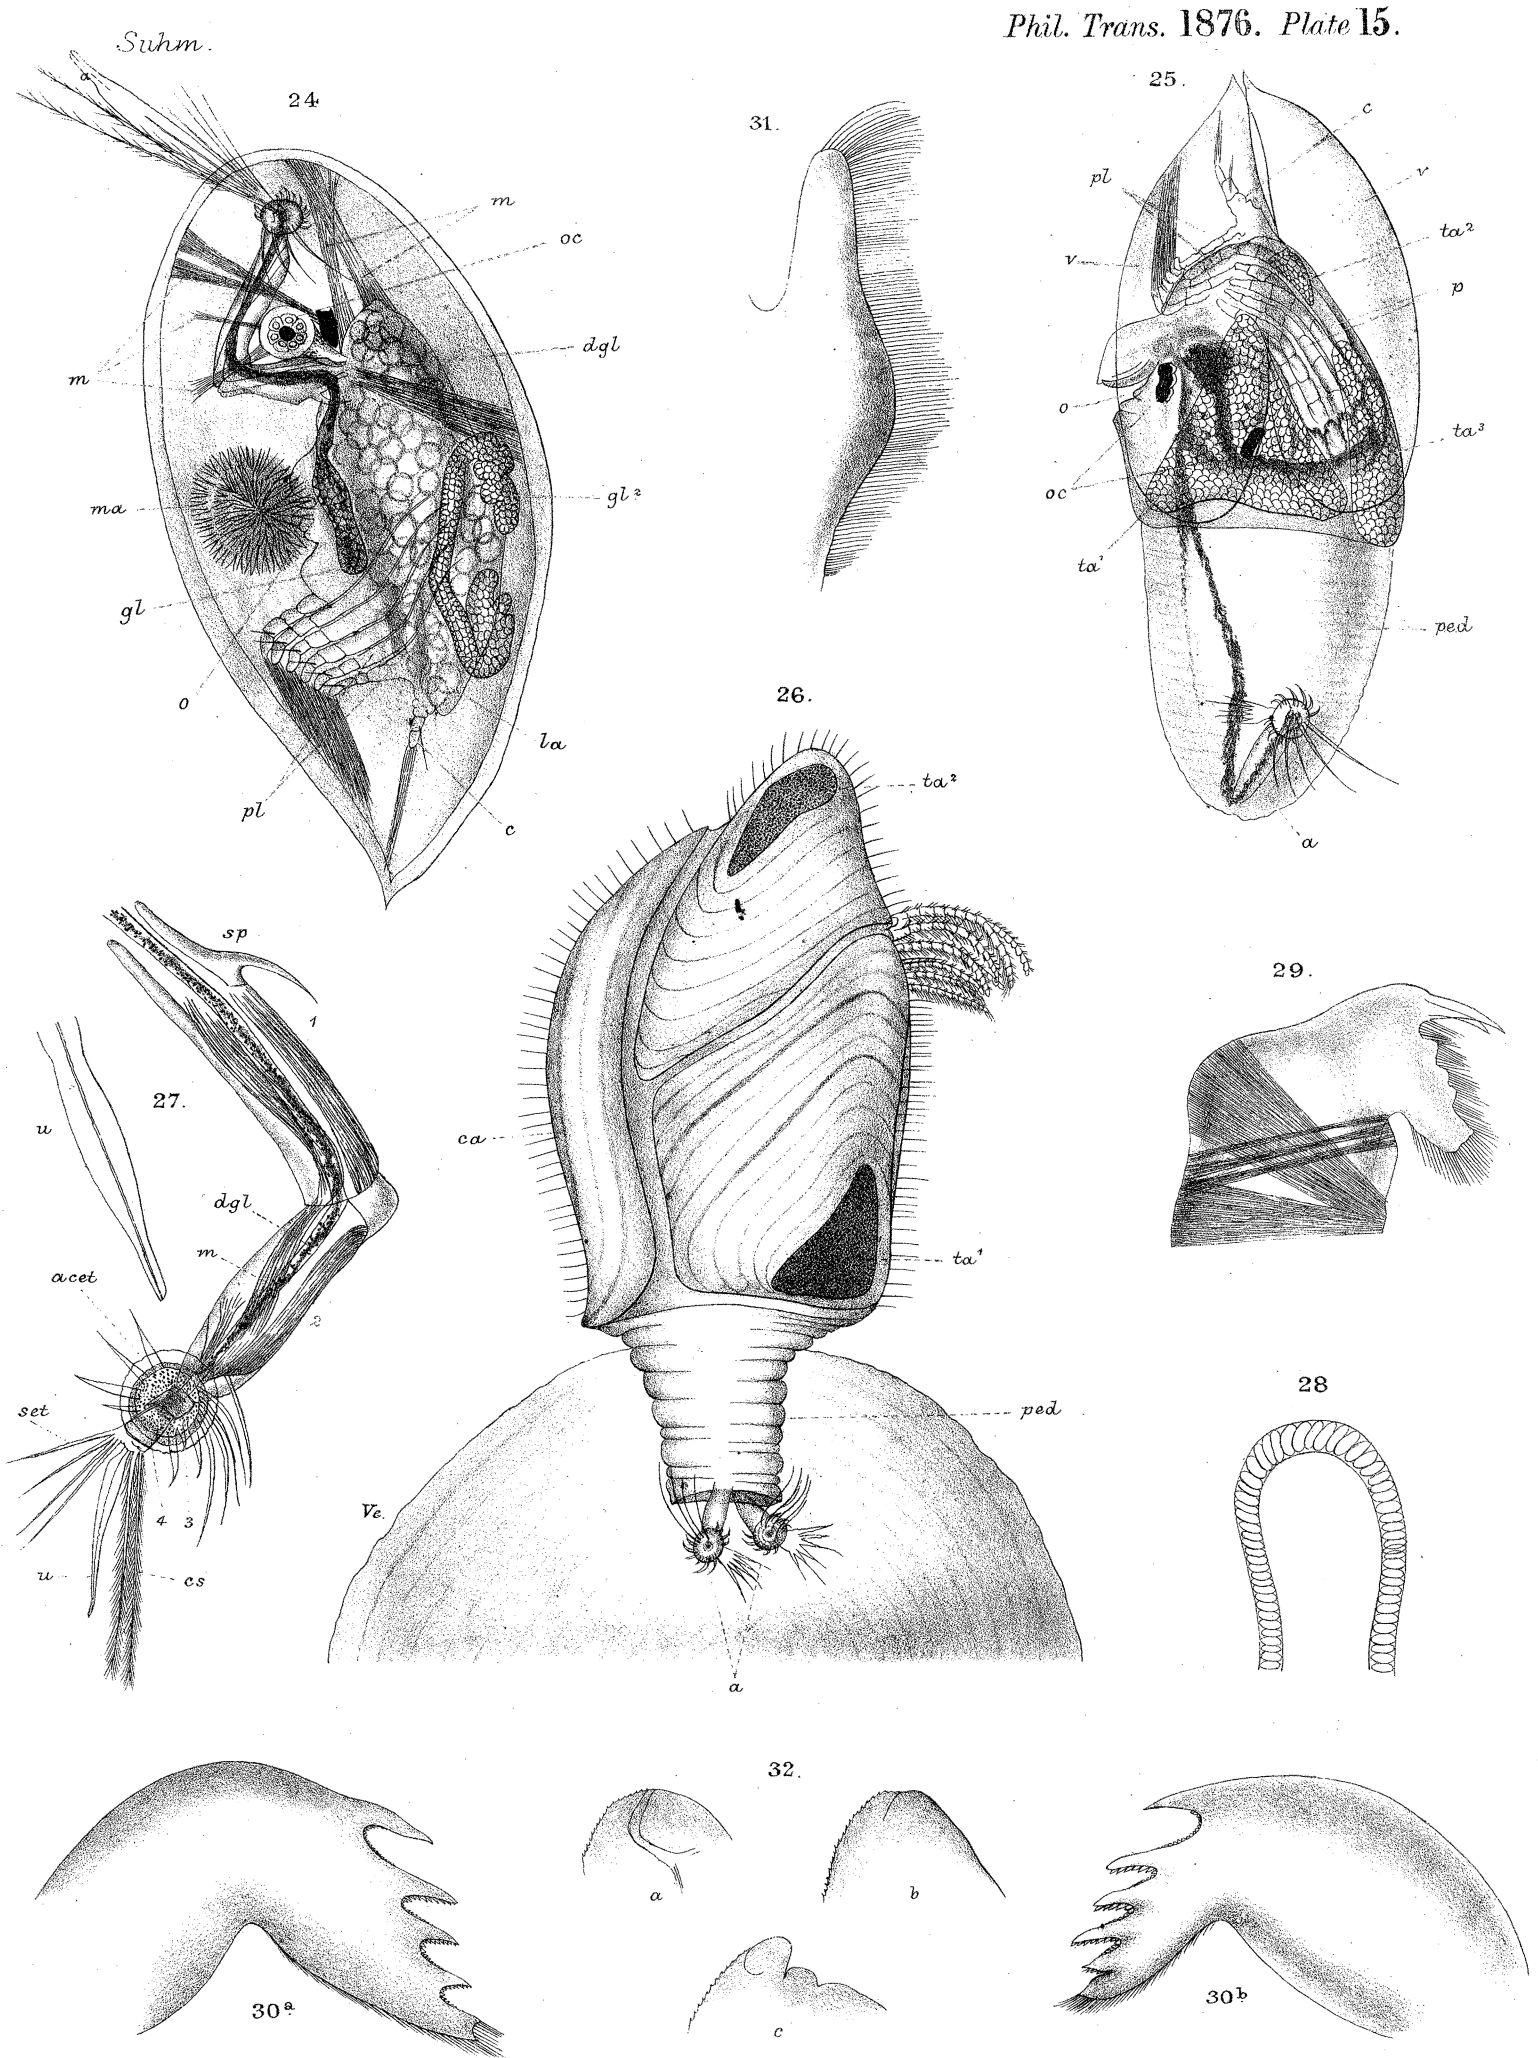 Suhm.
Phil. Trans. 1876. Plate 15.
24
a
m
oc
dgl
m
ma
gl²
gl
o
la
pl
c
31.
25.
c
pl
v
ta²
v
p
o
ta³
oc
ta¹
ped
a
26.
ta²
ca
ta¹
ped
Ve.
a
27.
sp
1
u
dgl
m
acet
2
set
4
3
u
cs
29.
28
30ª
32.
a
b
c
30ᵇ